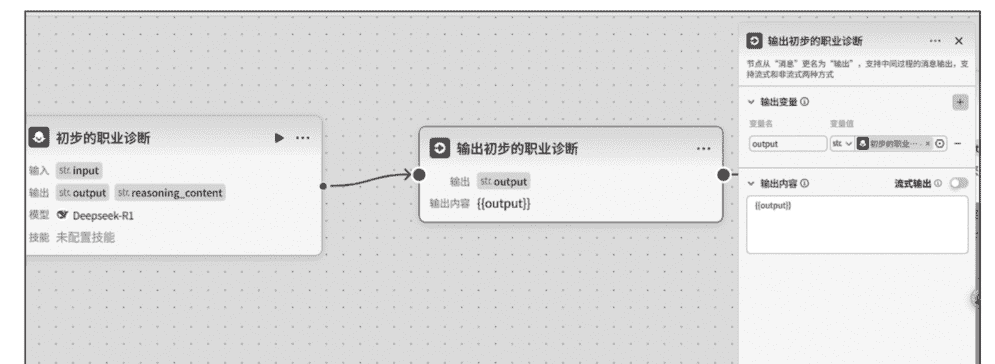 初步的职业诊断
输入 str. input
输出 str. output str. reasoning_content
模型 Deepseek-R1
技能 未配置技能
输出初步的职业诊断
输出 str. output
输出内容 {{output}}
输出初步的职业诊断
节点从“消息”更名为“输出”，支持中间过程的消息输出，支
持流式和非流式两种方式
输出变量
变量名 变量值
output str. 初步的职业…
输出内容 流式输出
{{output}}